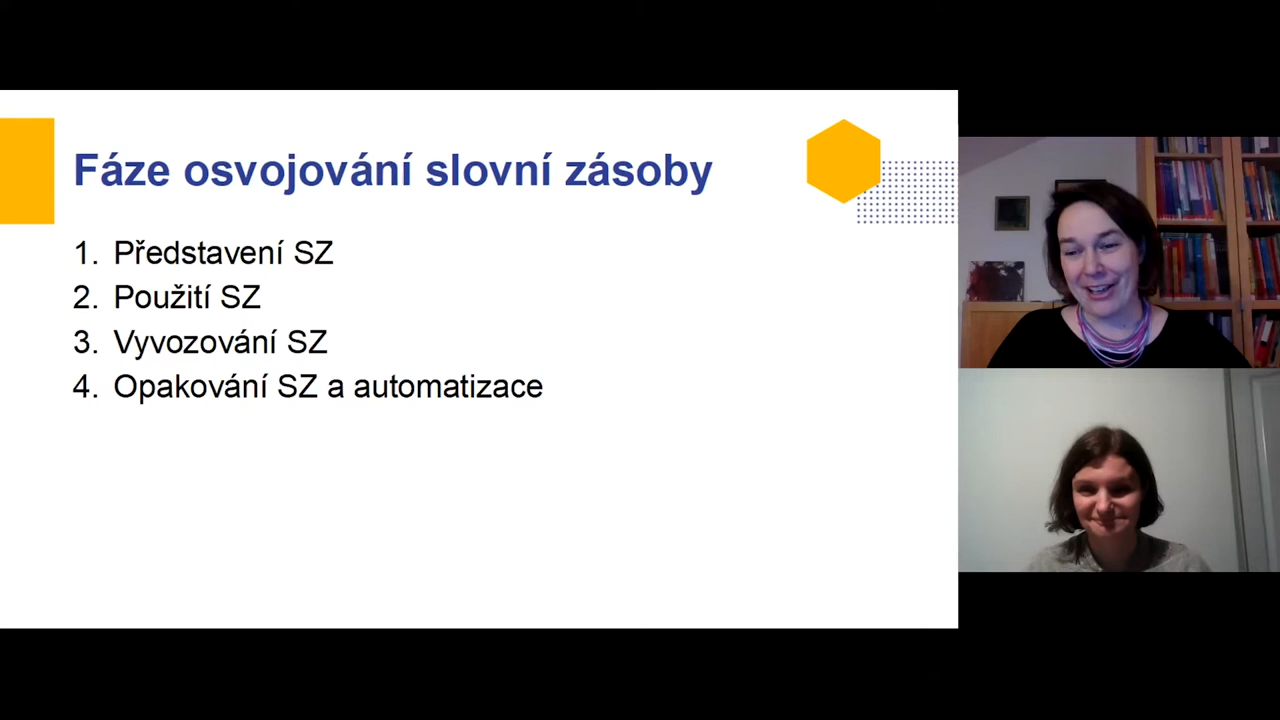 Fáze osvojování slovní zásoby
1. Představení SZ
2. Použití SZ
3. Vyvozování SZ
4. Opakování SZ a automatizace